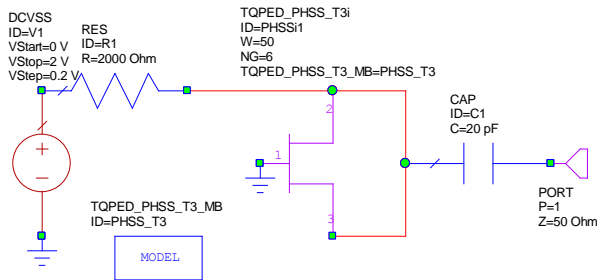 DCVSS
ID=V1
VStart=0 V
VStop=2 V
VStep=0.2 V
RES
ID=R1
R=2000 Ohm
TQPED_PHSS_T3i
ID=PHSSi1
W=50
NG=6
TQPED_PHSS_T3_MB=PHSS_T3
2
1
3
CAP
ID=C1
C=20 pF
PORT
P=1
Z=50 Ohm
TQPED_PHSS_T3_MB
ID=PHSS_T3
MODEL